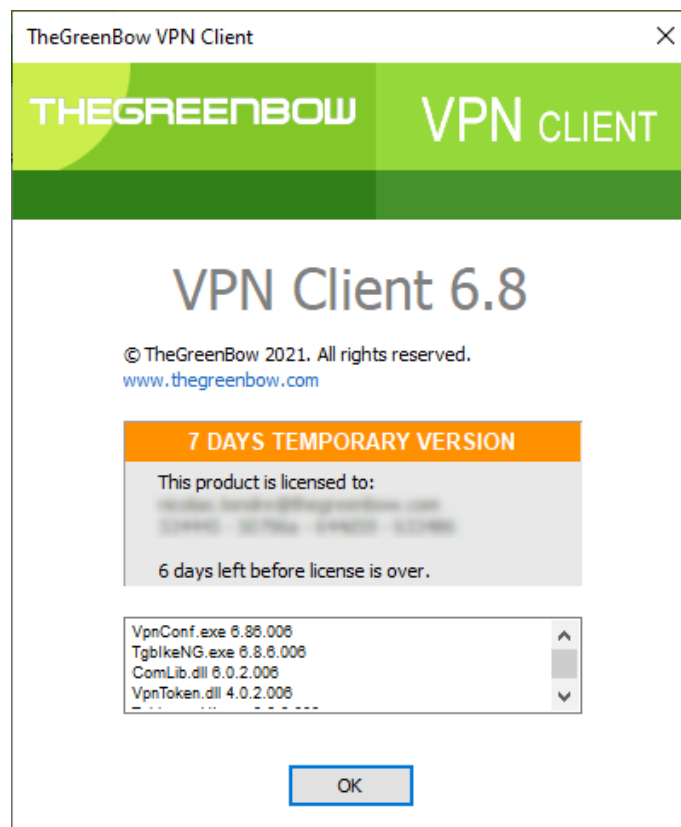 TheGreenBow VPN Client
THEGREENBOW
VPN CLIENT
VPN Client 6.8
© TheGreenBow 2021. All rights reserved.
www.thegreenbow.com
7 DAYS TEMPORARY VERSION
This product is licensed to:
6 days left before license is over.
VpnConf.exe 6.86.006
TgbIkeNG.exe 6.8.6.006
ComLib.dll 6.0.2.006
VpnToken.dll 4.0.2.006
OK